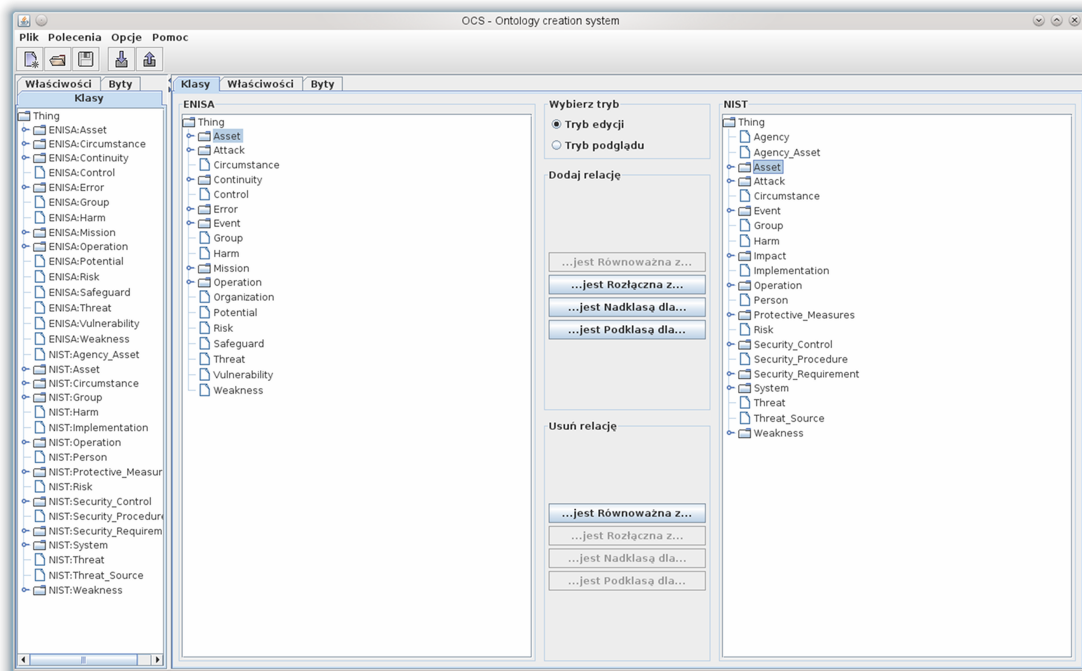 OCS - Ontology creation system
Plik Polecenia Opcje Pomoc
Właściwości Byty
Klasy
Thing
ENISA:Asset
ENISA:Circumstance
ENISA:Continuity
ENISA:Control
ENISA:Error
ENISA:Group
ENISA:Harm
ENISA:Mission
ENISA:Operation
ENISA:Potential
ENISA:Risk
ENISA:Safeguard
ENISA:Threat
ENISA:Vulnerability
ENISA:Weakness
NIST:Agency_Asset
NIST:Asset
NIST:Circumstance
NIST:Group
NIST:Harm
NIST:Implementation
NIST:Operation
NIST:Person
NIST:Protective_Measur
NIST:Risk
NIST:Security_Control
NIST:Security_Procedure
NIST:Security_Requirem
NIST:System
NIST:Threat
NIST:Threat_Source
NIST:Weakness
Klasy Właściwości Byty
ENISA
Thing
Asset
Attack
Circumstance
Continuity
Control
Error
Event
Group
Harm
Mission
Operation
Organization
Potential
Risk
Safeguard
Threat
Vulnerability
Weakness
Wybierz tryb
Tryb edycji
Tryb podglądu
Dodaj relację
...jest Równoważna z...
...jest Rozłączna z...
...jest Nadklasą dla...
...jest Podklasą dla...
Usuń relację
...jest Równoważna z...
...jest Rozłączna z...
...jest Nadklasą dla...
...jest Podklasą dla...
NIST
Thing
Agency
Agency_Asset
Asset
Attack
Circumstance
Event
Group
Harm
Impact
Implementation
Operation
Person
Protective_Measures
Risk
Security_Control
Security_Procedure
Security_Requirement
System
Threat
Threat_Source
Weakness